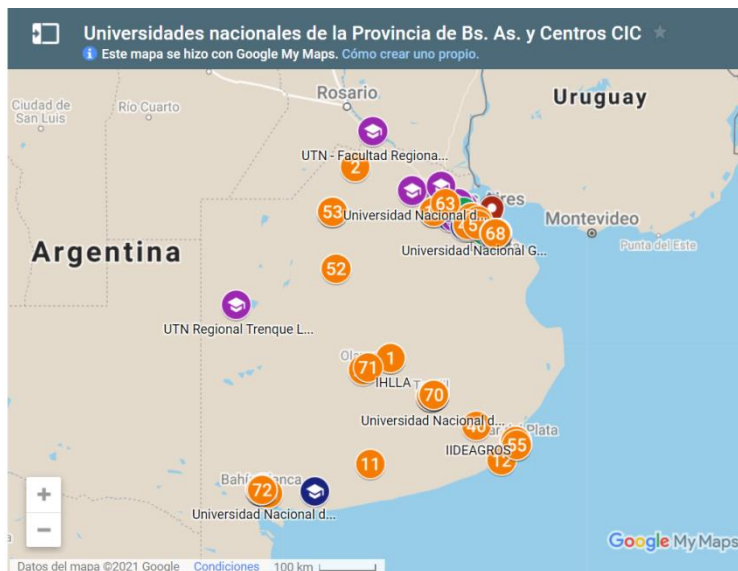 Universidades nacionales de la Provincia de Bs. As. y Centros CIC
Este mapa se hizo con Google My Maps. Cómo crear uno propio.
Ciudad de
San Luis
Río Cuarto
Rosario
Uruguay
UTN - Facultad Regiona...
2
53
63
Aires
Universidad Nacional d...
68
Montevideo
Punta del Este
Universidad Nacional G...
Argentina
52
UTN Regional Trenque L...
1
71
IHLLA
70
Universidad Nacional d...
del Plata
IIDEAGROS
55
12
11
72
Universidad Nacional d...
+
−
Google My Maps
Datos del mapa ©2021 Google
Condiciones
100 km